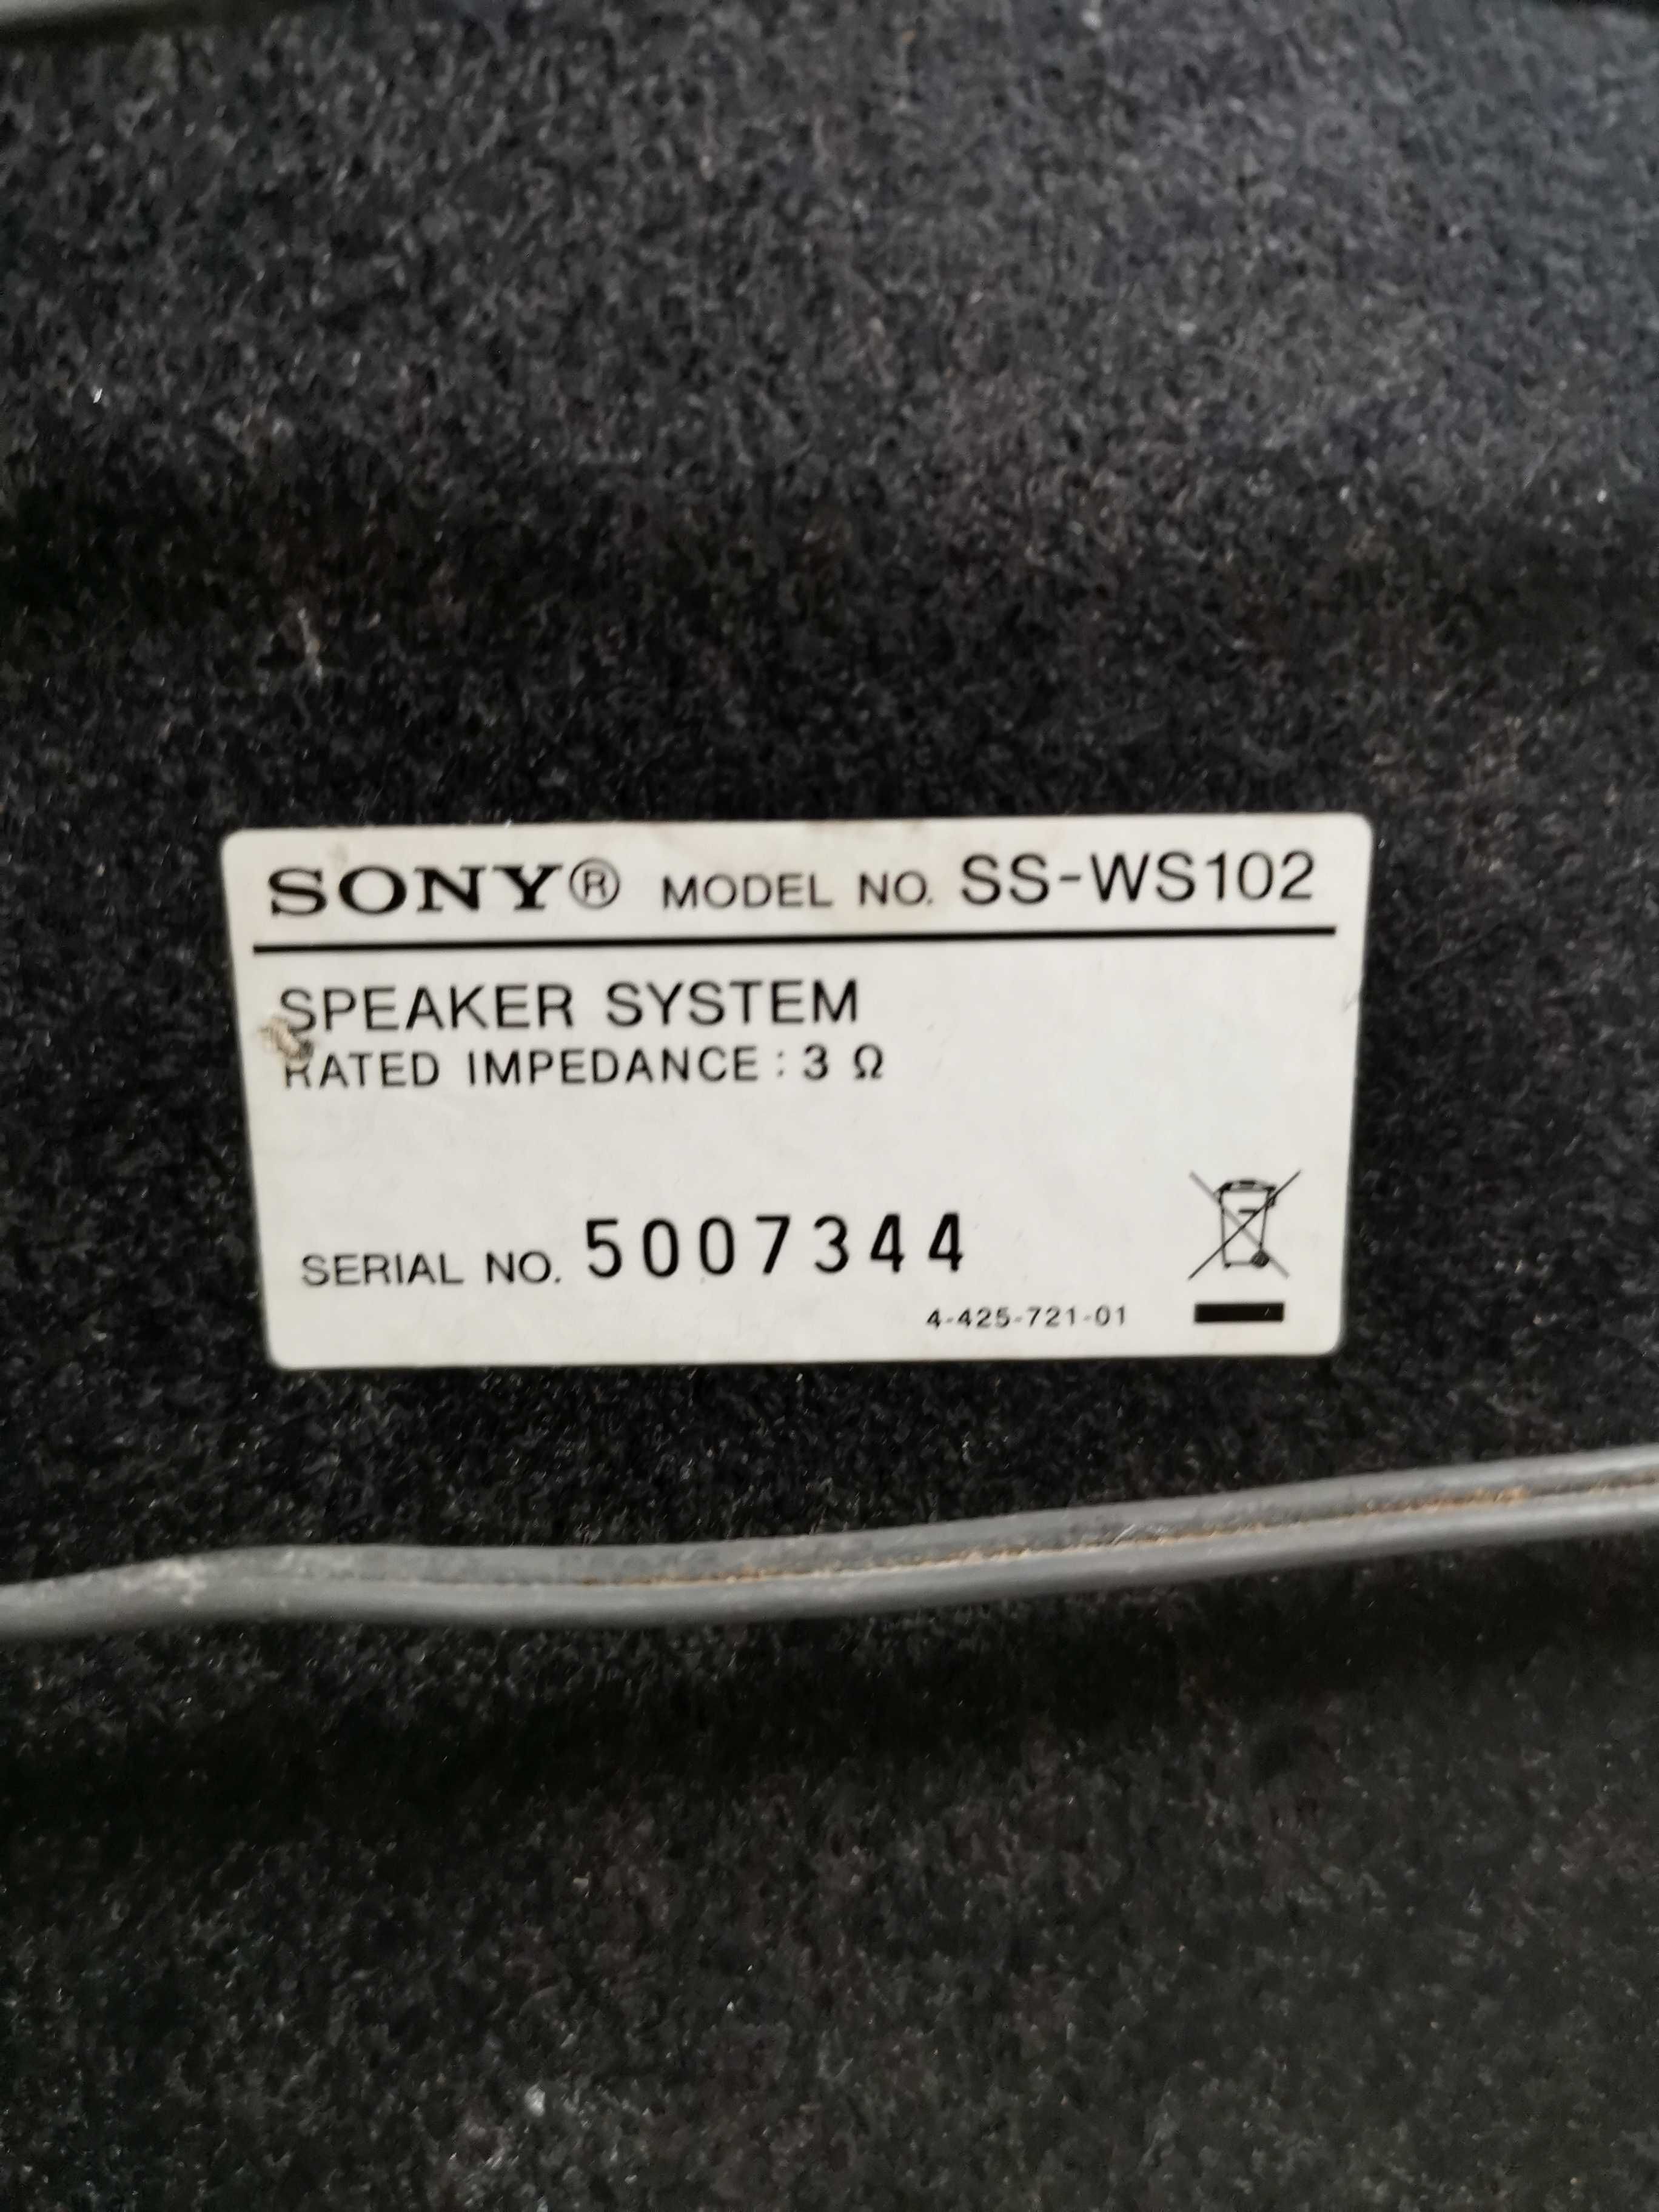 SONY® MODEL NO. SS-WS102
SPEAKER SYSTEM
RATED IMPEDANCE : 3 Ω
SERIAL NO. 5007344
4-425-721-01